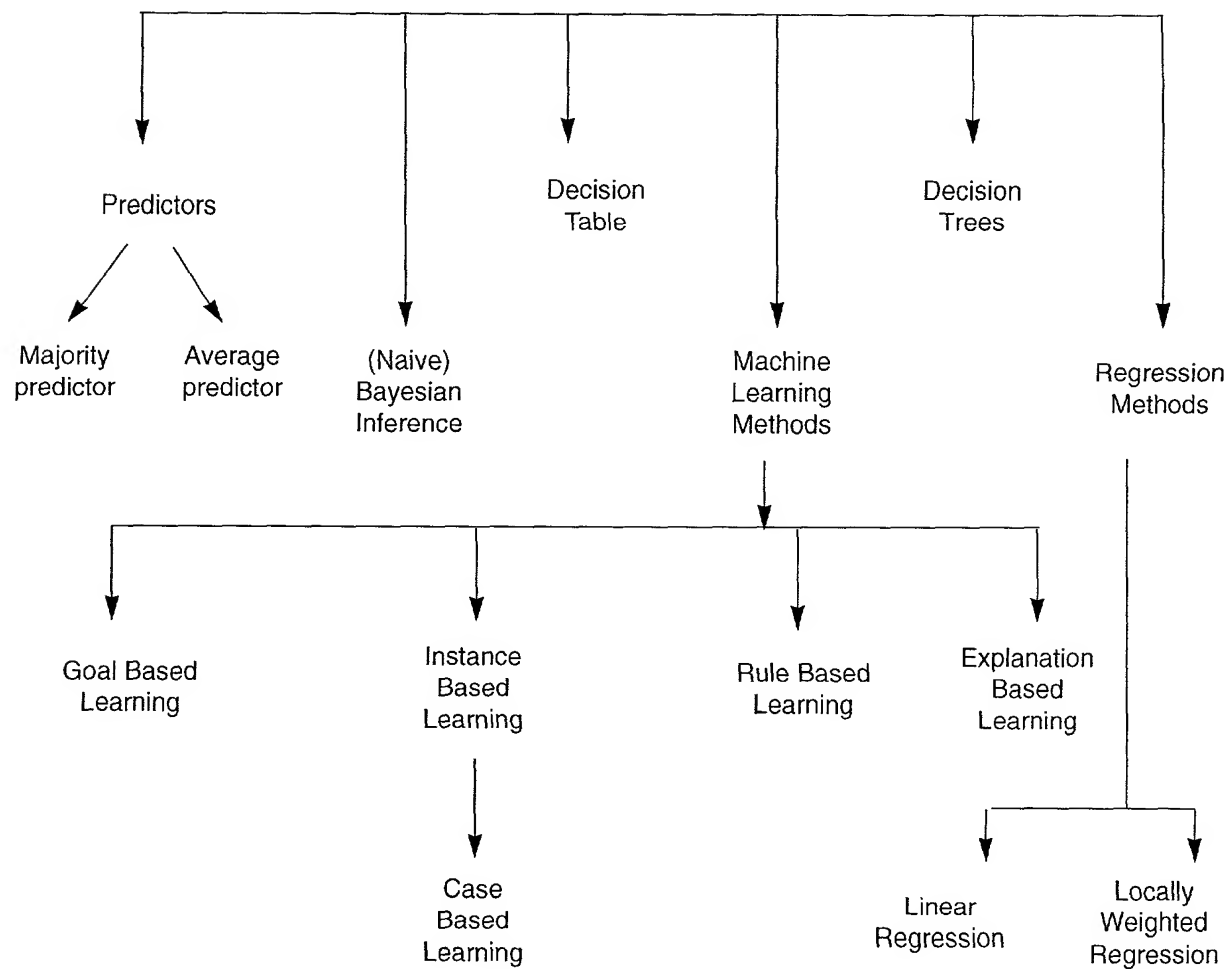 Predictors
Decision
Table
Decision
Trees
Majority
predictor
Average
predictor
(Naive)
Bayesian
Inference
Machine
Learning
Methods
Regression
Methods
Goal Based
Learning
Instance
Based
Learning
Rule Based
Learning
Explanation
Based
Learning
Case
Based
Learning
Linear
Regression
Locally
Weighted
Regression